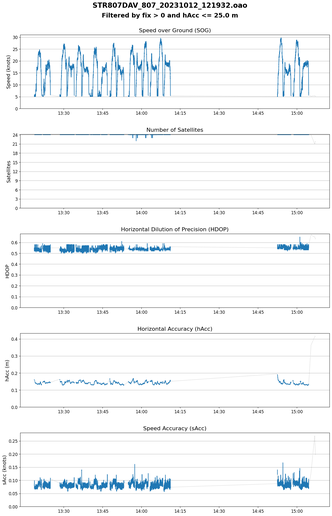 STR807DAV_807_20231012_121932.oao
Filtered by fix > 0 and hAcc <= 25.0 m
Speed over Ground (SOG)
Speed (knots)
30
25
20
15
10
5
0
13:30 13:45 14:00 14:15 14:30 14:45 15:00
Number of Satellites
Satellites
24
21
18
15
12
9
6
3
0
13:30 13:45 14:00 14:15 14:30 14:45 15:00
Horizontal Dilution of Precision (HDOP)
HDOP
0.6
0.5
0.4
0.3
0.2
0.1
0.0
13:30 13:45 14:00 14:15 14:30 14:45 15:00
Horizontal Accuracy (hAcc)
hAcc (m)
0.4
0.3
0.2
0.1
0.0
13:30 13:45 14:00 14:15 14:30 14:45 15:00
Speed Accuracy (sAcc)
sAcc (knots)
0.25
0.20
0.15
0.10
0.05
0.00
13:30 13:45 14:00 14:15 14:30 14:45 15:00